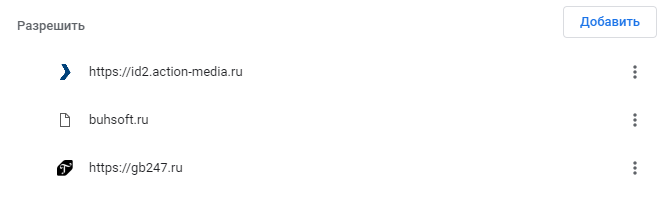 Разрешить
Добавить
https://id2.action-media.ru
buhsoft.ru
https://gb247.ru